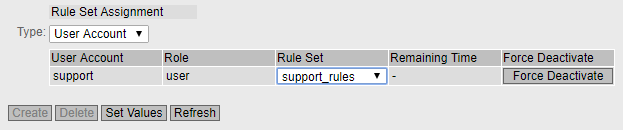 Rule Set Assignment
Type: User Account
User Account Role Rule Set Remaining Time Force Deactivate
support user support_rules - Force Deactivate
Create Delete Set Values Refresh